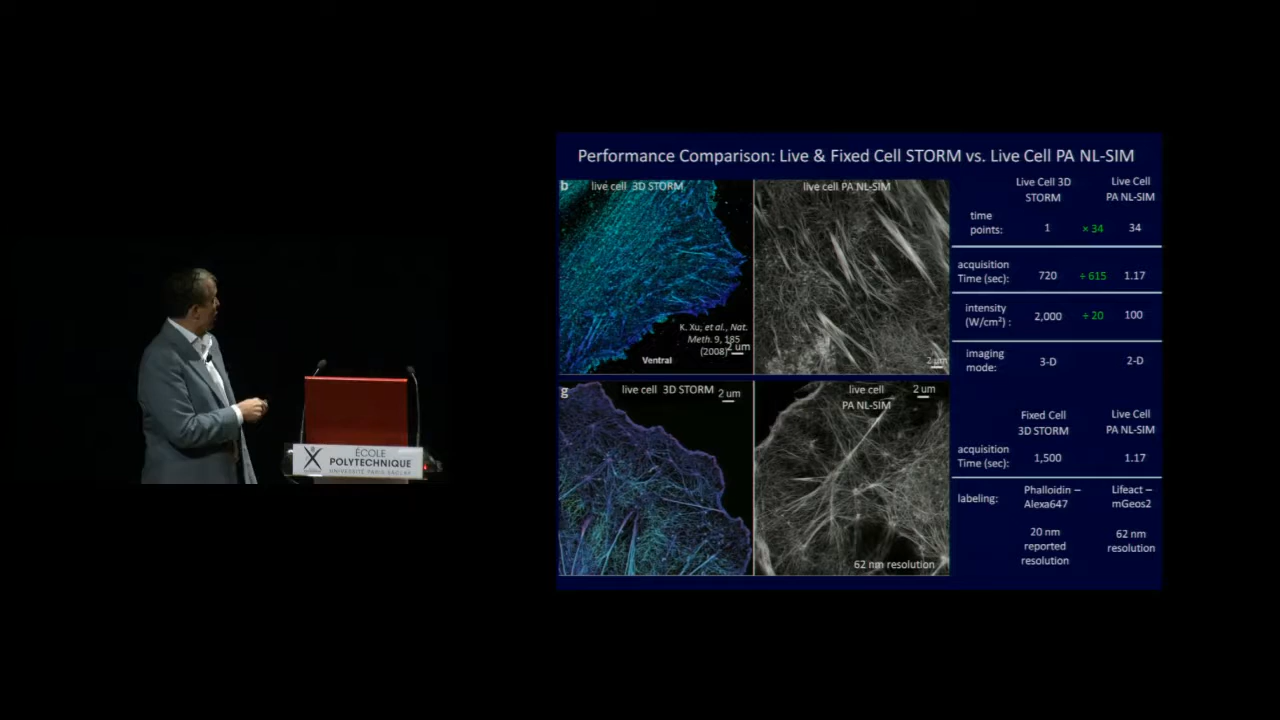 Performance Comparison: Live & Fixed Cell STORM vs. Live Cell PA NL-SIM
b
live cell 3D STORM
K. Xu, et al., Nat.
Meth. 9, 185
(2008)
2 um
Ventral
live cell PA NL-SIM
2 um
g
live cell 3D STORM
2 um
live cell
PA NL-SIM
2 um
62 nm resolution
Live Cell 3D
STORM
Live Cell
PA NL-SIM
time
points:
1
× 34
34
acquisition
Time (sec):
720
÷ 615
1.17
intensity
(W/cm²) :
2,000
÷ 20
100
imaging
mode:
3-D
2-D
Fixed Cell
3D STORM
Live Cell
PA NL-SIM
acquisition
Time (sec):
1,500
1.17
labeling:
Phalloidin –
Alexa647
Lifeact –
mGeos2
20 nm
reported
resolution
62 nm
resolution
ÉCOLE
POLYTECHNIQUE
UNIVERSITÉ PARIS-SACLAY